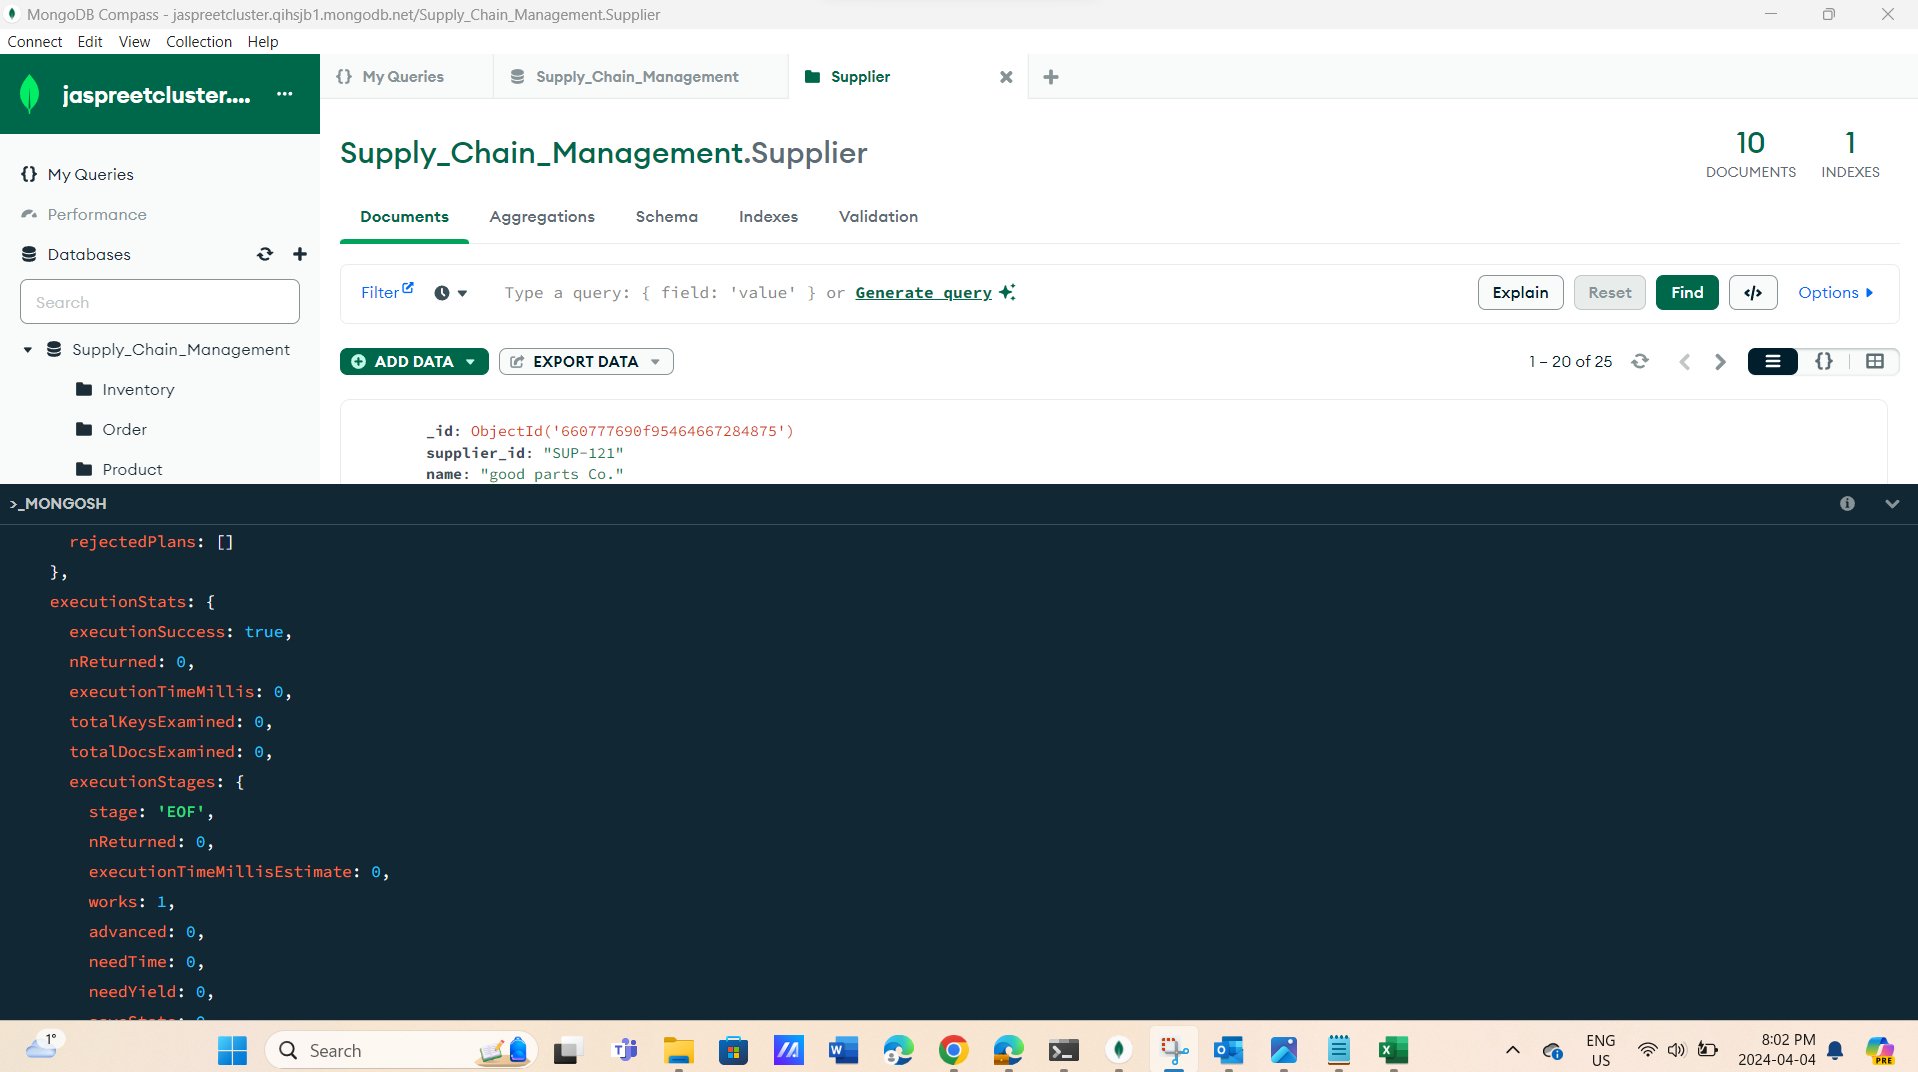 MongoDB Compass - jaspreetcluster.qihsjb1.mongodb.net/Supply_Chain_Management.Supplier
Connect Edit View Collection Help
jaspreetcluster.... ...
{} My Queries
Performance
Databases
Search
Supply_Chain_Management
Inventory
Order
Product
{} My Queries
Supply_Chain_Management
Supplier
Supply_Chain_Management.Supplier
10
DOCUMENTS
1
INDEXES
Documents Aggregations Schema Indexes Validation
Filter Type a query: { field: 'value' } or Generate query
Explain Reset Find </> Options
ADD DATA EXPORT DATA
1 – 20 of 25 {}
_id: ObjectId('660777690f95464667284875')
supplier_id: "SUP-121"
name: "good parts Co."
>_MONGOSH
rejectedPlans: []
},
executionStats: {
executionSuccess: true,
nReturned: 0,
executionTimeMillis: 0,
totalKeysExamined: 0,
totalDocsExamined: 0,
executionStages: {
stage: 'EOF',
nReturned: 0,
executionTimeMillisEstimate: 0,
works: 1,
advanced: 0,
needTime: 0,
needYield: 0,
1°
Search
ENG
US
8:02 PM
2024-04-04
PRE